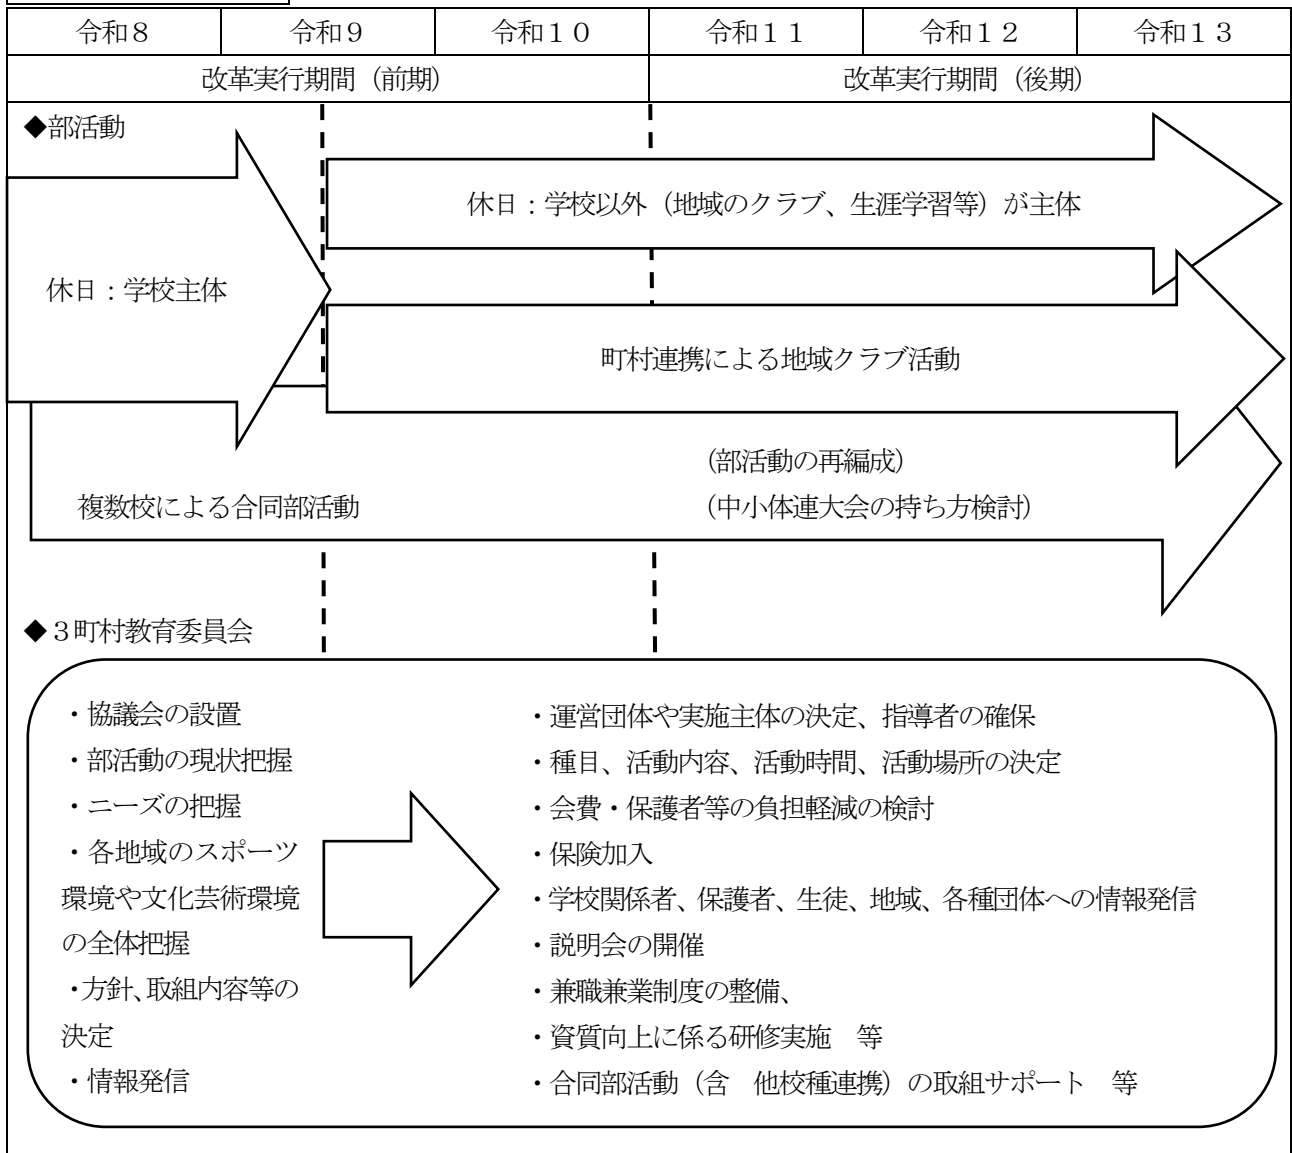 令和８ 令和９ 令和１０ 令和１１ 令和１２ 令和１３
改革実行期間（前期） 改革実行期間（後期）
◆部活動
休日：学校以外（地域のクラブ、生涯学習等）が主体
休日：学校主体
町村連携による地域クラブ活動
（部活動の再編成）
複数校による合同部活動
（中小体連大会の持ち方検討）
◆３町村教育委員会
・協議会の設置
・部活動の現状把握
・ニーズの把握
・各地域のスポーツ
環境や文化芸術環境
の全体把握
・方針、取組内容等の
決定
・情報発信
・運営団体や実施主体の決定、指導者の確保
・種目、活動内容、活動時間、活動場所の決定
・会費・保護者等の負担軽減の検討
・保険加入
・学校関係者、保護者、生徒、地域、各種団体への情報発信
・説明会の開催
・兼職兼業制度の整備、
・資質向上に係る研修実施　等
・合同部活動（含　他校種連携）の取組サポート　等